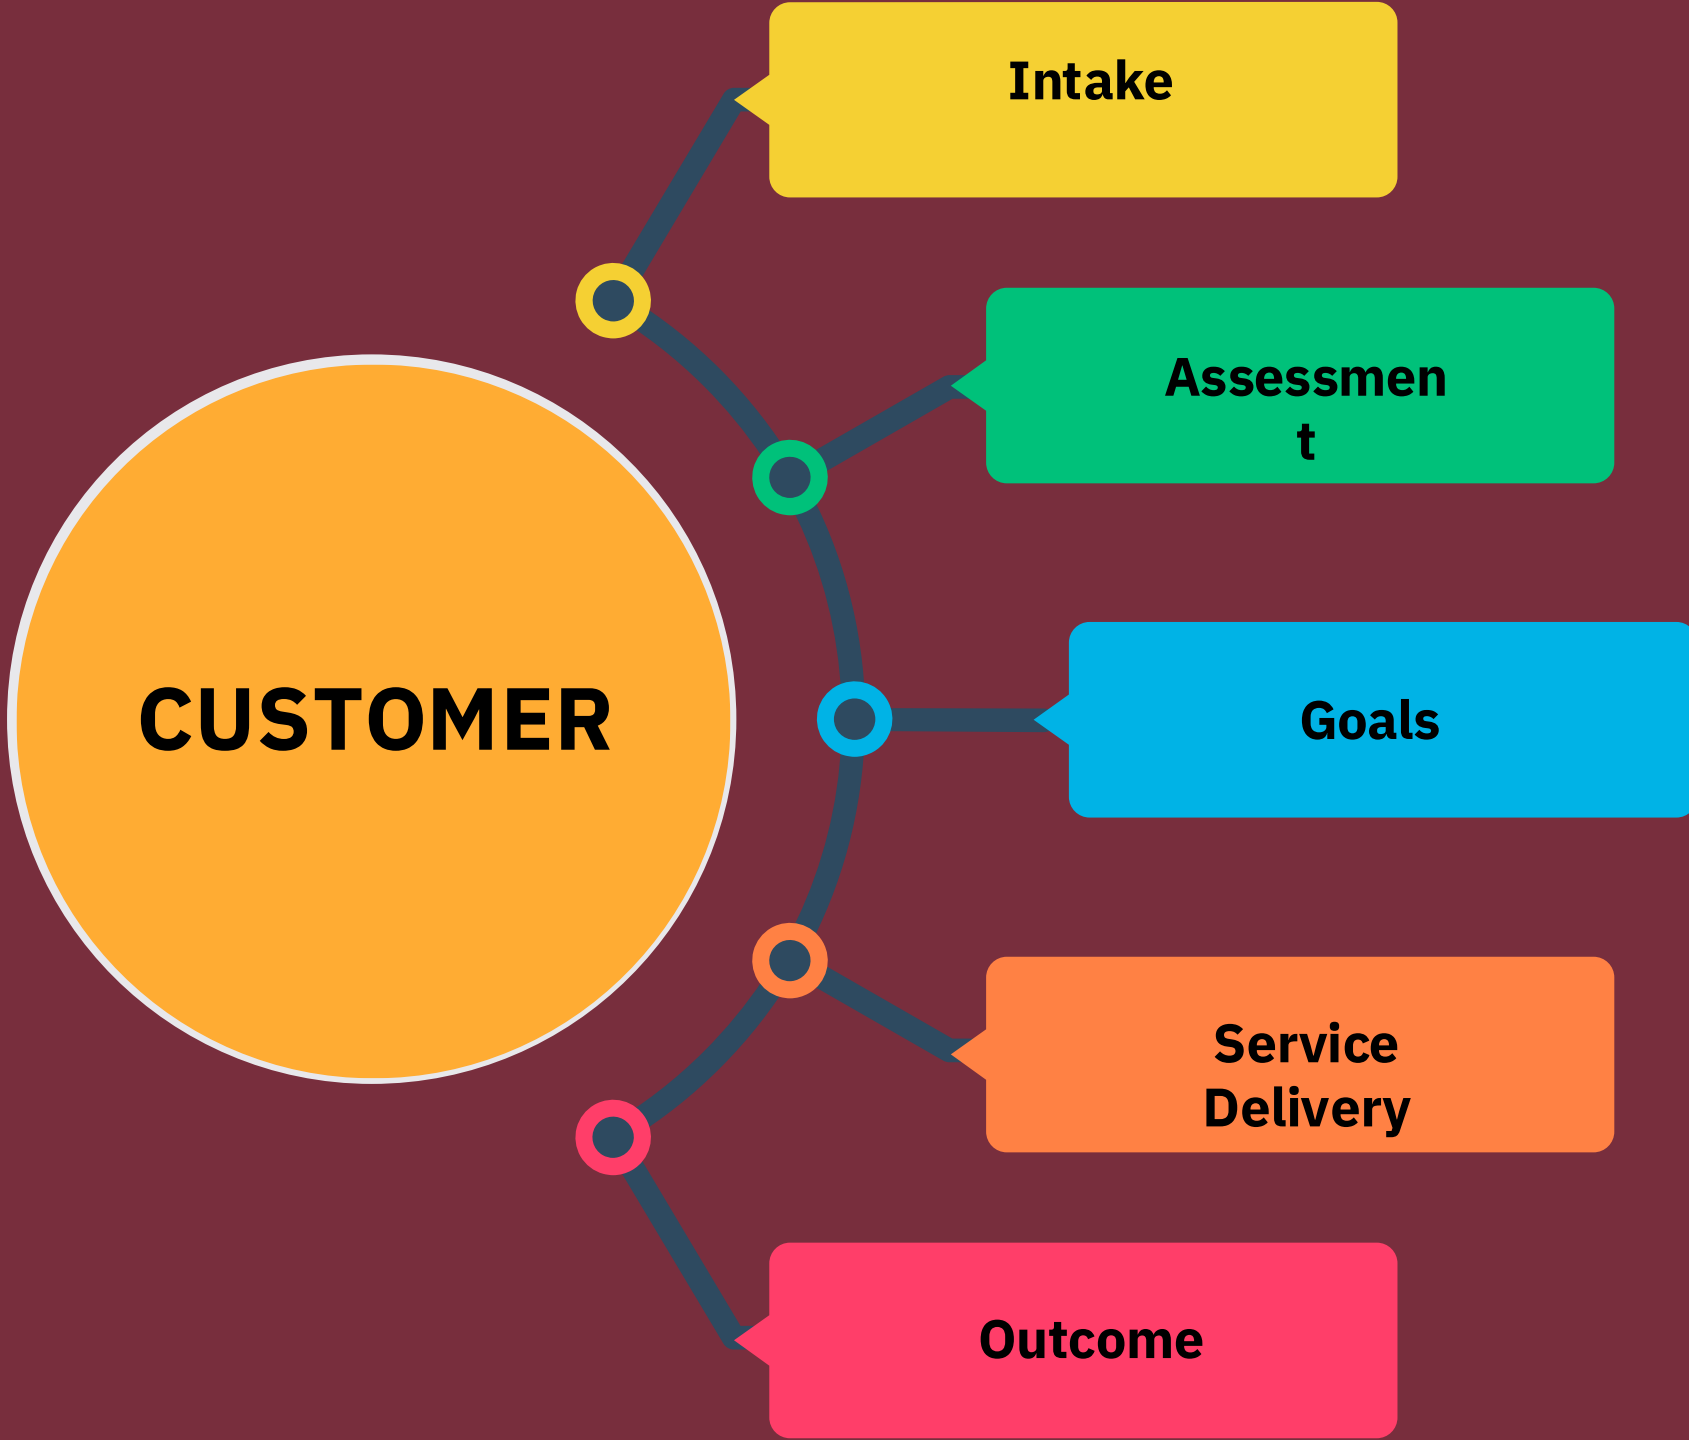 Intake
Assessmen
t
CUSTOMER
Goals
Service
Delivery
Outcome